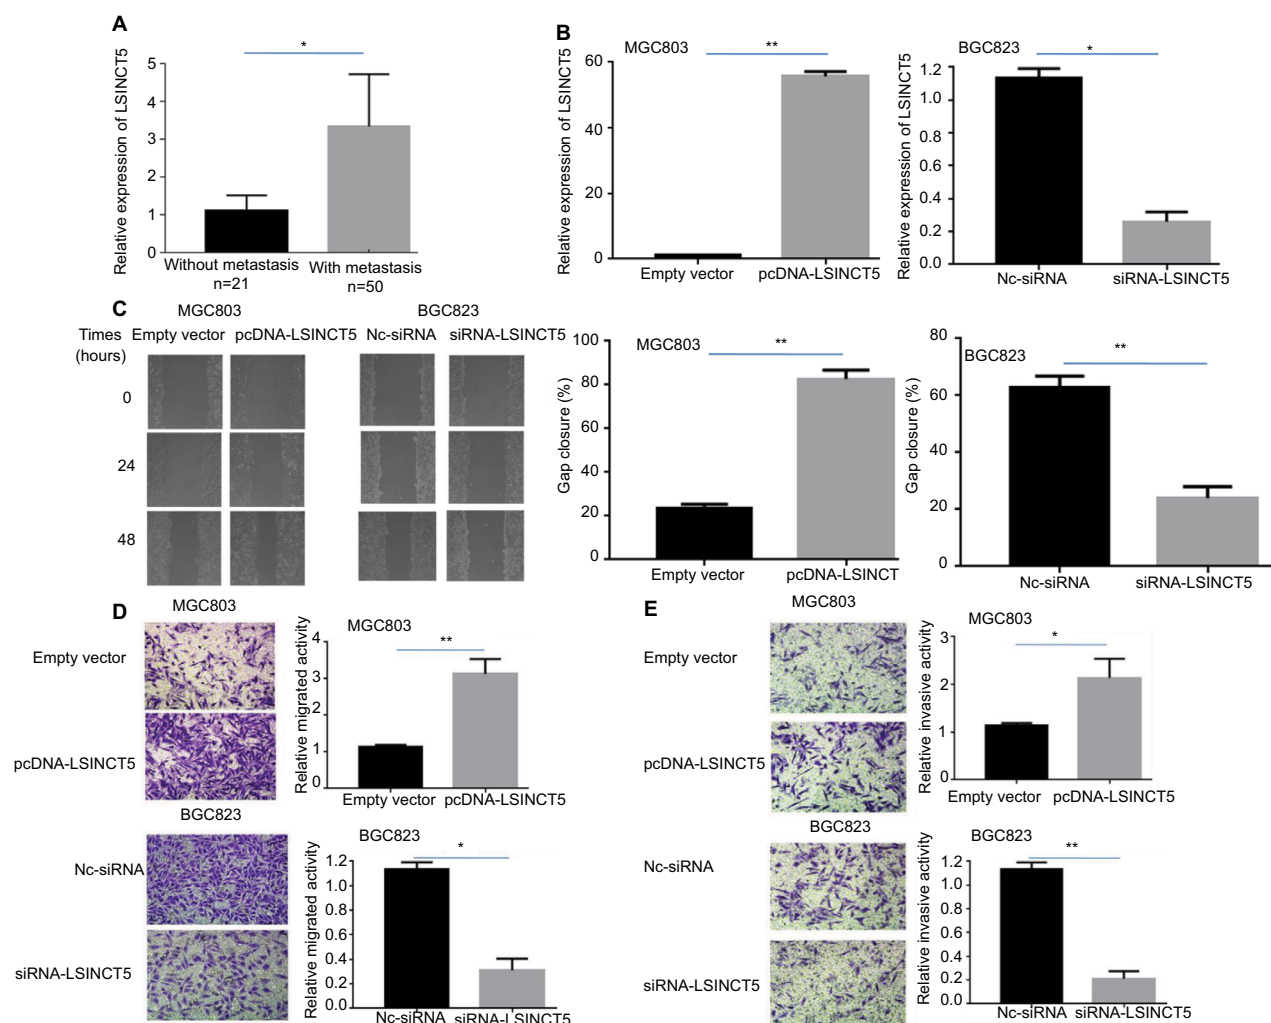 A
*
Relative expression of LSINCT5
5
4
3
2
1
0
Without metastasis
n=21
With metastasis
n=50
B
MGC803
**
Relative expression of LSINCT5
60
40
20
0
Empty vector
pcDNA-LSINCT5
BGC823
*
Relative expression of LSINCT5
1.2
1.0
0.8
0.6
0.4
0.2
0.0
Nc-siRNA
siRNA-LSINCT5
C
MGC803
BGC823
Times
(hours)
Empty vector
pcDNA-LSINCT5
Nc-siRNA
siRNA-LSINCT5
0
24
48
MGC803
**
Gap closure (%)
100
80
60
40
20
0
Empty vector
pcDNA-LSINCT
BGC823
**
Gap closure (%)
80
60
40
20
0
Nc-siRNA
siRNA-LSINCT5
D
MGC803
Empty vector
pcDNA-LSINCT5
MGC803
**
Relative migrated activity
4
3
2
1
0
Empty vector
pcDNA-LSINCT5
BGC823
Nc-siRNA
siRNA-LSINCT5
BGC823
*
Relative migrated activity
1.2
1.0
0.8
0.6
0.4
0.2
0.0
Nc-siRNA
siRNA-LSINCT5
E
MGC803
Empty vector
pcDNA-LSINCT5
MGC803
*
Relative invasive activity
3
2
1
0
Empty vector
pcDNA-LSINCT5
BGC823
Nc-siRNA
siRNA-LSINCT5
BGC823
**
Relative invasive activity
1.2
1.0
0.8
0.6
0.4
0.2
0.0
Nc-siRNA
siRNA-LSINCT5